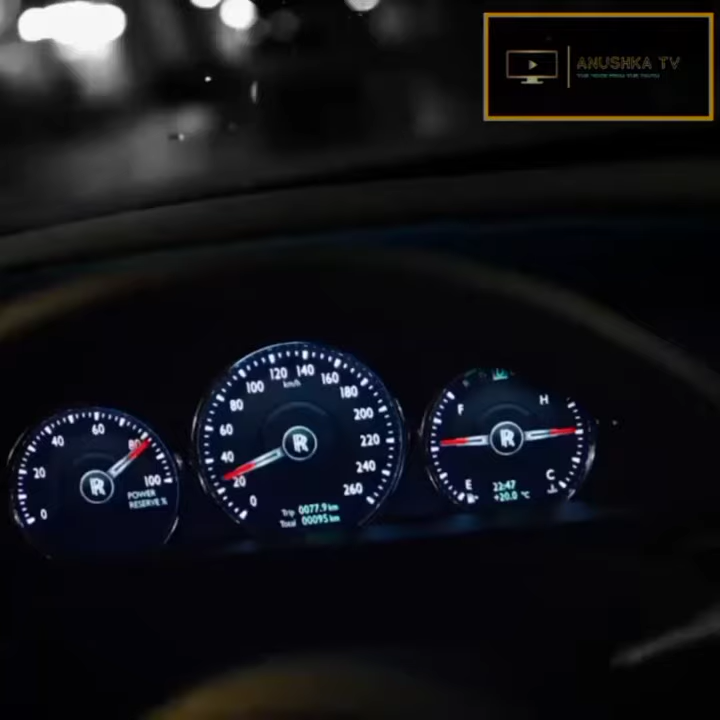 ANUSHKA TV
0
20
40
60
80
100
POWER
RESERVE %
0
20
40
60
80
100
120
140
160
180
200
220
240
260
km/h
Trip 0077.9 km
Total 00095 km
F
H
E
C
22:47
+20.0 °C